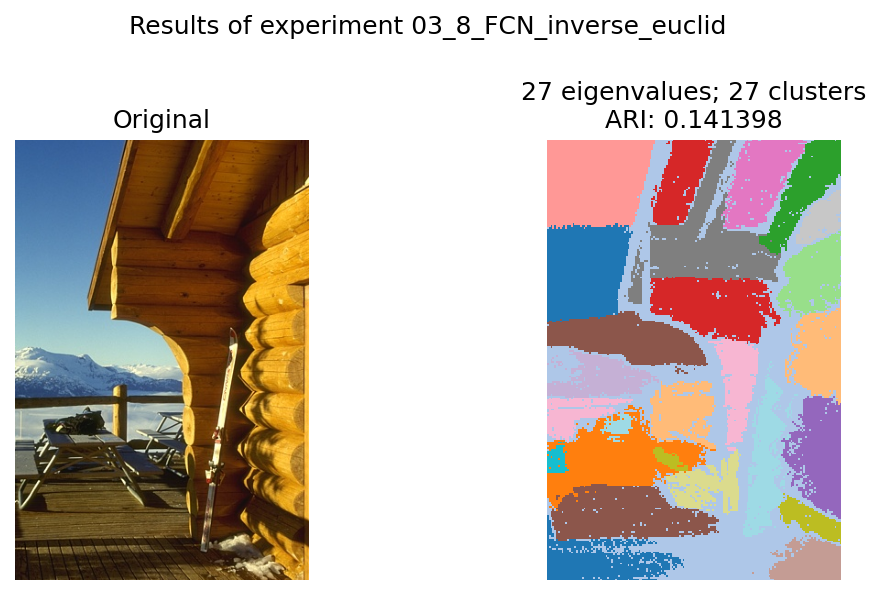 Results of experiment 03_8_FCN_inverse_euclid
Original
27 eigenvalues; 27 clusters
ARI: 0.141398